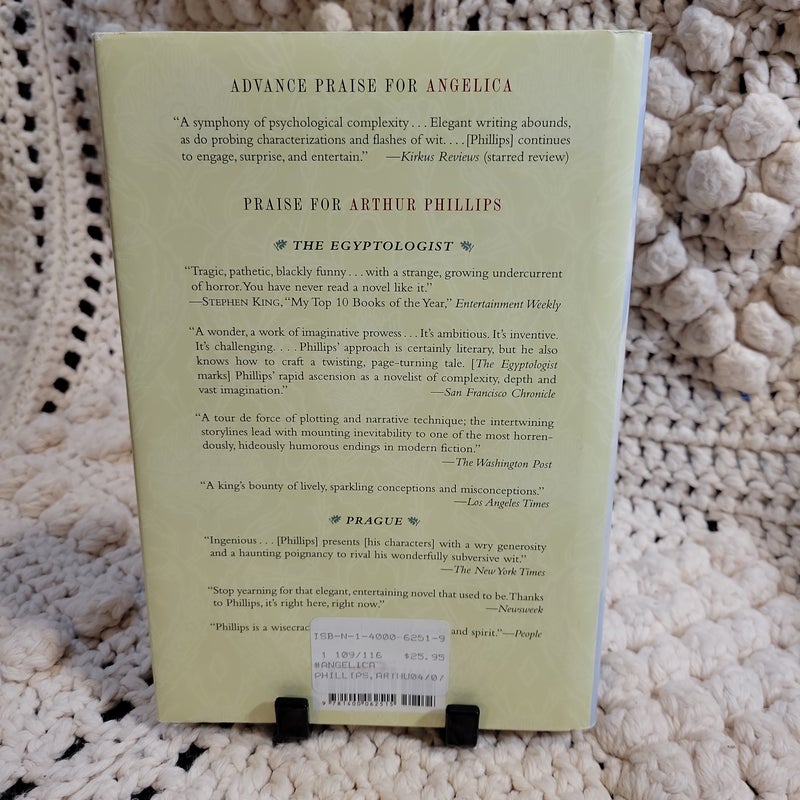 ADVANCE PRAISE FOR ANGELICA
“A symphony of psychological complexity . . . Elegant writing abounds,
as do probing characterizations and flashes of wit. . . . [Phillips] continues
to engage, surprise, and entertain.” —Kirkus Reviews (starred review)
PRAISE FOR ARTHUR PHILLIPS
THE EGYPTOLOGIST
“Tragic, pathetic, blackly funny . . . with a strange, growing undercurrent
of horror. You have never read a novel like it.”
—STEPHEN KING, “My Top 10 Books of the Year,” Entertainment Weekly
“A wonder, a work of imaginative prowess . . . It’s ambitious. It’s inventive.
It’s challenging. . . . Phillips’ approach is certainly literary, but he also
knows how to craft a twisting, page-turning tale. [The Egyptologist
marks] Phillips’ rapid ascension as a novelist of complexity, depth and
vast imagination.” —San Francisco Chronicle
“A tour de force of plotting and narrative technique; the intertwining
storylines lead with mounting inevitability to one of the most horren-
dously, hideously humorous endings in modern fiction.”
—The Washington Post
“A king’s bounty of lively, sparkling conceptions and misconceptions.”
—Los Angeles Times
PRAGUE
“Ingenious . . . [Phillips] presents [his characters] with a wry generosity
and a haunting poignancy to rival his wonderfully subversive wit.”
—The New York Times
“Stop yearning for that elegant, entertaining novel that used to be. Thanks
to Phillips, it’s right here, right now.” —Newsweek
“Phillips is a and spirit.”—People
ISB-N-1-4000-6251-9
1 109/116 $25.95
#ANGELICA
PHILLIPS,
9 781400 062515